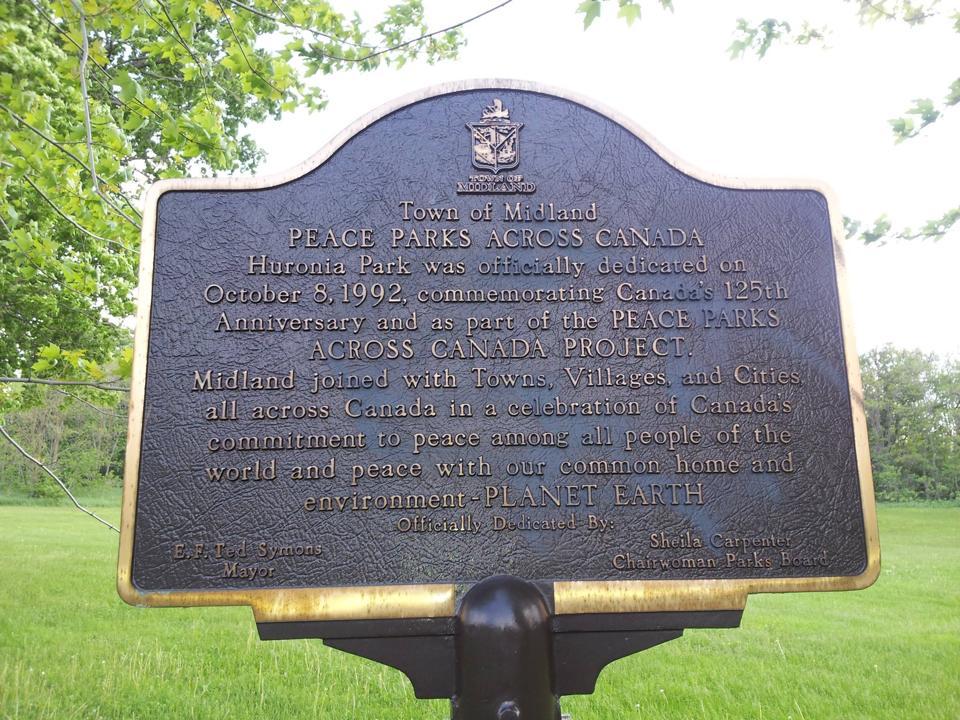 TOWN OF
MIDLAND
Town of Midland
PEACE PARKS ACROSS CANADA
Huronia Park was officially dedicated on
October 8, 1992, commemorating Canada's 125th
Anniversary and as part of the PEACE PARKS
ACROSS CANADA PROJECT.
Midland joined with Towns, Villages, and Cities,
all across Canada in a celebration of Canada's
commitment to peace among all people of the
world and peace with our common home and
environment-PLANET EARTH
Officially Dedicated By:
E.F. Ted Symons
Mayor
Sheila Carpenter
Chairwoman Parks Board